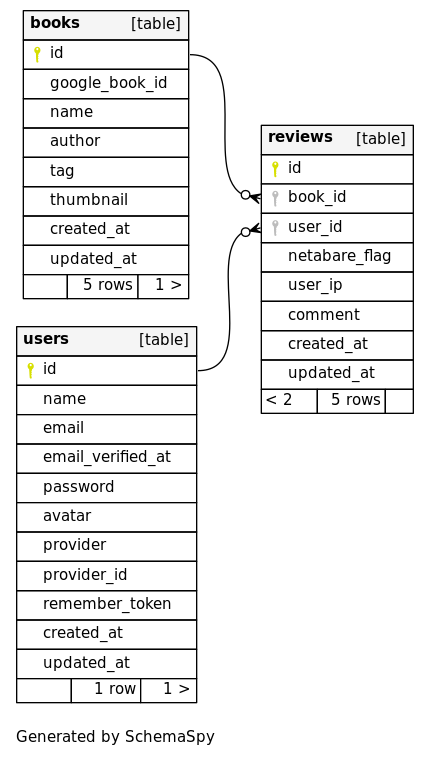 books [table]
id
google_book_id
name
author
tag
thumbnail
created_at
updated_at
5 rows 1 >
reviews [table]
id
book_id
user_id
netabare_flag
user_ip
comment
created_at
updated_at
< 2 5 rows
users [table]
id
name
email
email_verified_at
password
avatar
provider
provider_id
remember_token
created_at
updated_at
1 row 1 >
Generated by SchemaSpy